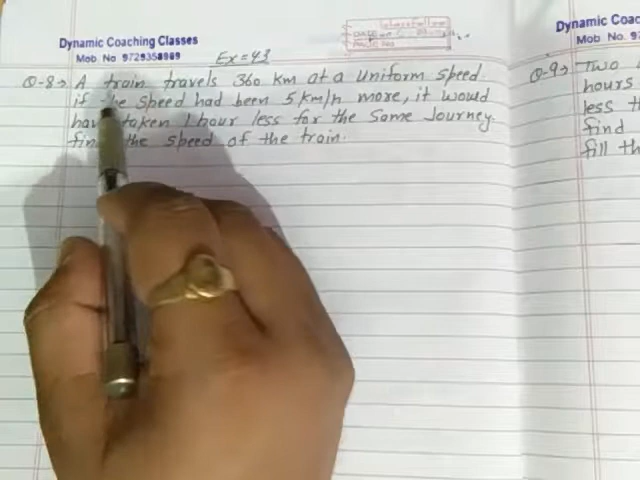 Dynamic Coaching Classes
Mob. No. 9729358989
Ex = 4.3
Q-8→ A train travels 360 km at a uniform speed.
if the speed had been 5 km/h more, it would
have taken 1 hour less for the same journey.
find the speed of the train.
Dynamic
Mob. No. 97
Q-9→ Two
hours
less t
find
fill th